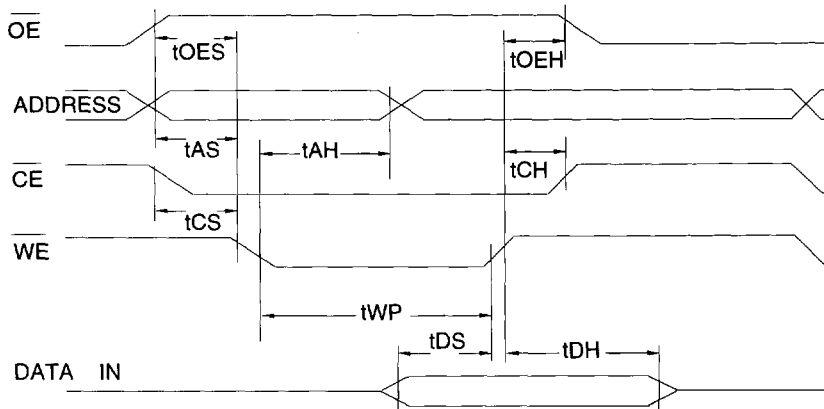 OE
tOES
tOEH
ADDRESS
tAS
tAH
tCH
CE
tCS
WE
tWP
tDS
tDH
DATA IN